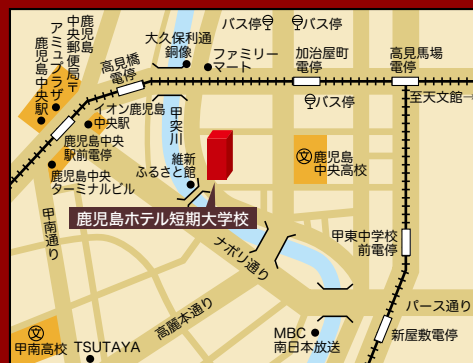 バス停
バス停
鹿児島
中央郵便局〒
アミュプラザ
鹿児島中央駅
高見橋
電停
大久保利通
銅像
ファミリー
マート
加治屋町
電停
高見馬場
電停
至天文館→
バス停
イオン鹿児島
中央駅
甲突川
鹿児島中央
駅前電停
維新
ふるさと館
文
鹿児島
中央高校
鹿児島中央
ターミナルビル
鹿児島ホテル短期大学校
甲南通り
ナポリ通り
甲東中学校
前電停
高麗本通り
パース通り
文
甲南高校
TSUTAYA
MBC
南日本放送
新屋敷電停